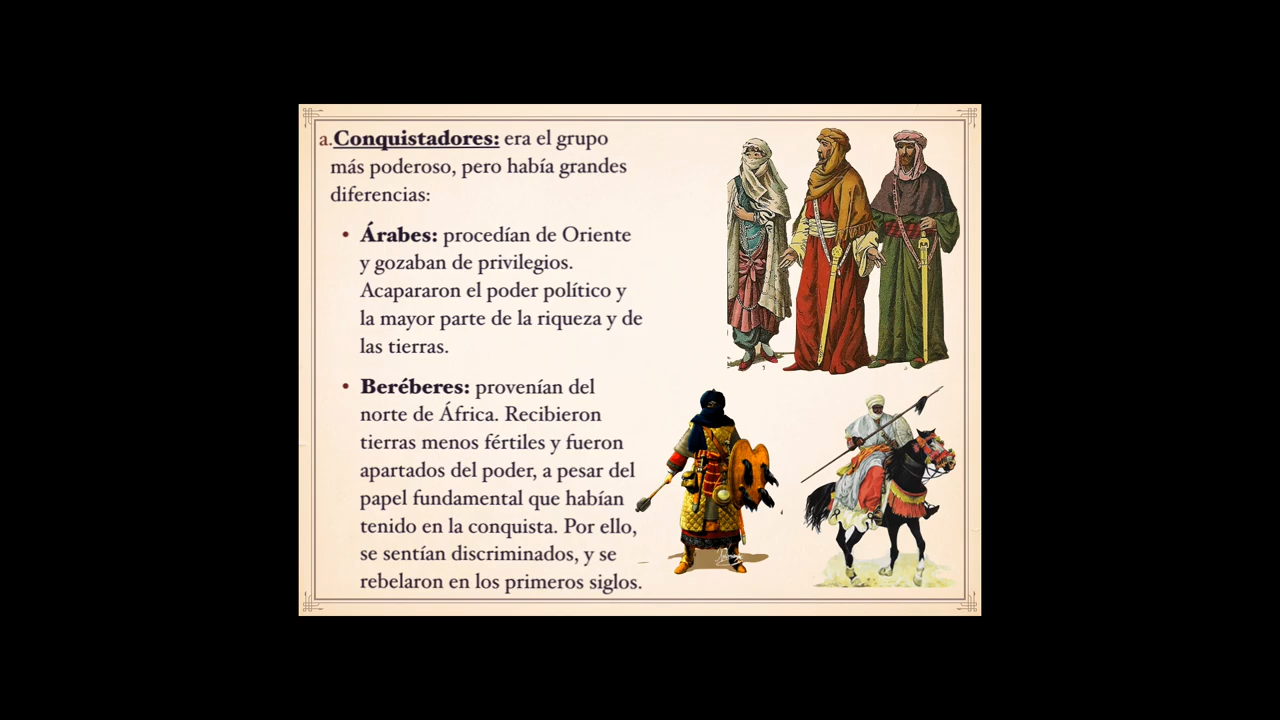 a.Conquistadores: era el grupo
más poderoso, pero había grandes
diferencias:
• Árabes: procedían de Oriente
y gozaban de privilegios.
Acapararon el poder político y
la mayor parte de la riqueza y de
las tierras.
• Beréberes: provenían del
norte de África. Recibieron
tierras menos fértiles y fueron
apartados del poder, a pesar del
papel fundamental que habían
tenido en la conquista. Por ello,
se sentían discriminados, y se
rebelaron en los primeros siglos.